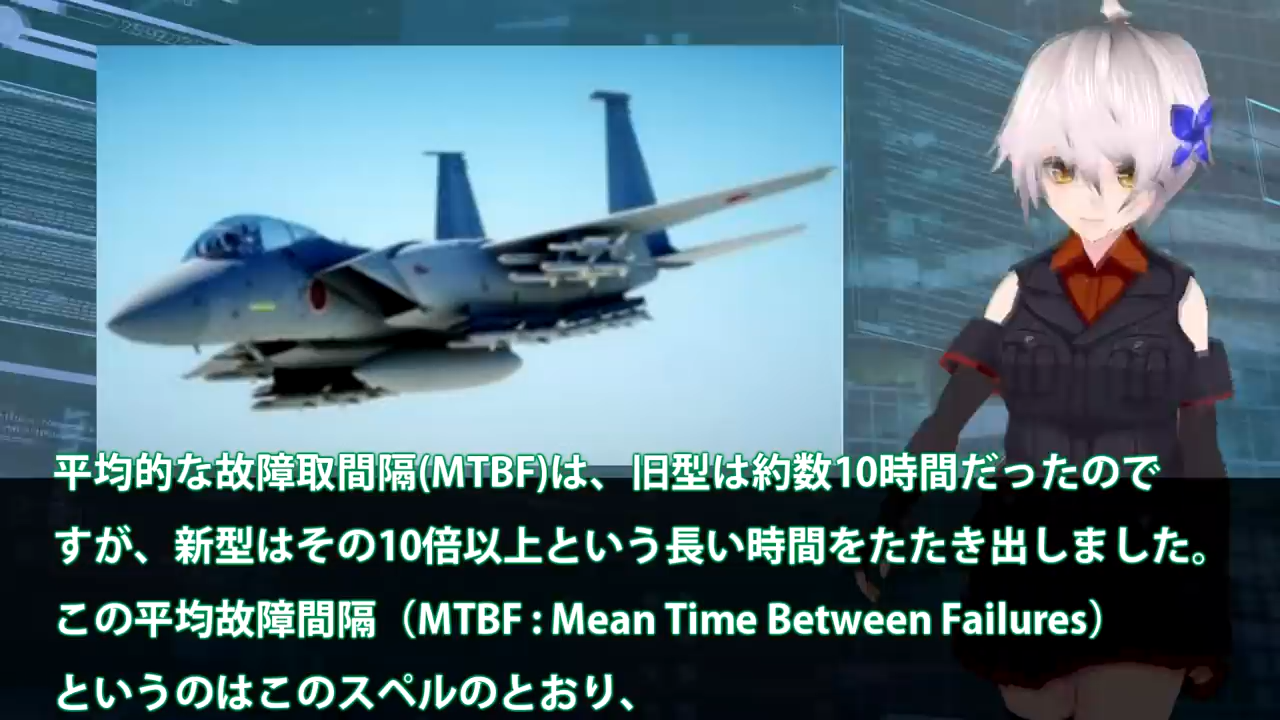 平均的な故障取間隔(MTBF)は、旧型は約数10時間だったので
すが、新型はその10倍以上という長い時間をたたき出しました。
この平均故障間隔（MTBF : Mean Time Between Failures）
というのはこのスペルのとおり、